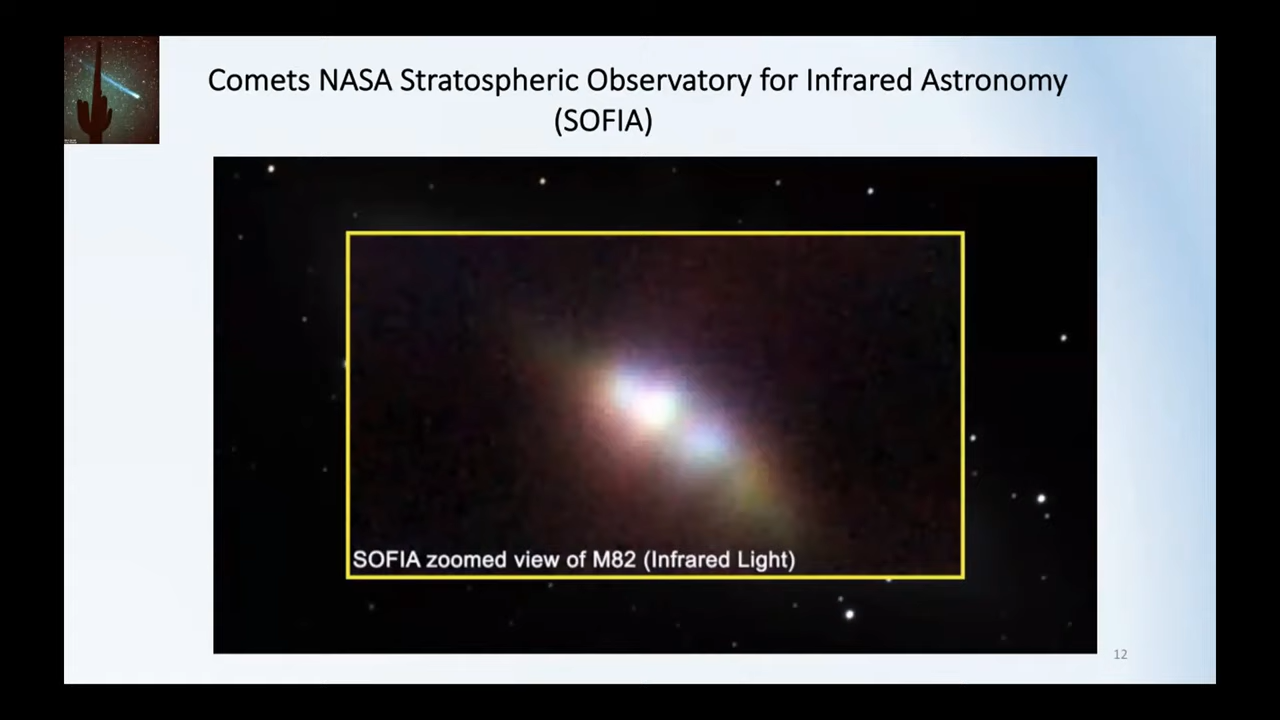 Comets NASA Stratospheric Observatory for Infrared Astronomy
(SOFIA)
SOFIA zoomed view of M82 (Infrared Light)
12